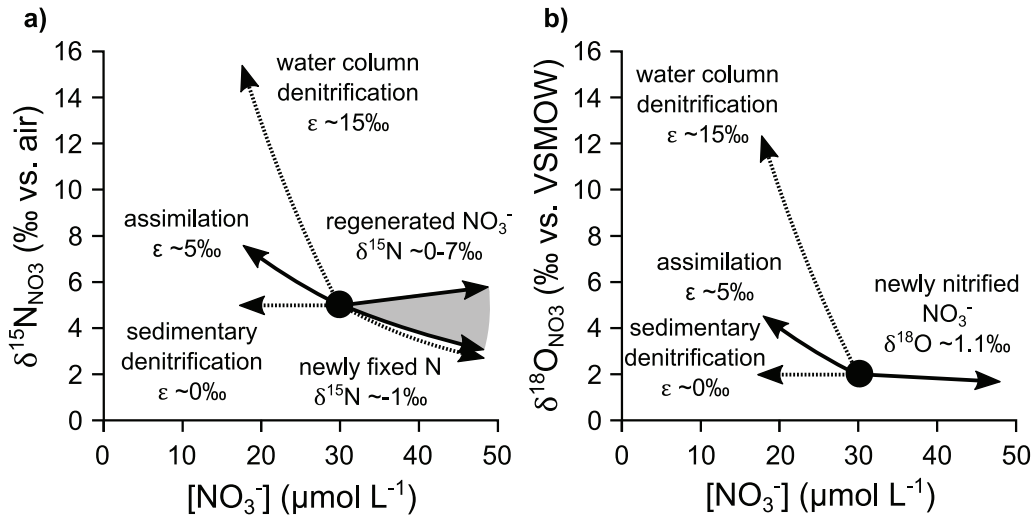 a)
16
14
12
10
8
6
4
2
0
δ¹⁵N_NO3 (‰ vs. air)
water column
denitrification
ε ~15‰
assimilation
ε ~5‰
regenerated NO₃⁻
δ¹⁵N ~0-7‰
sedimentary
denitrification
ε ~0‰
newly fixed N
δ¹⁵N ~-1‰
0 10 20 30 40 50
[NO₃⁻] (µmol L⁻¹)
b)
16
14
12
10
8
6
4
2
0
δ¹⁸O_NO3 (‰ vs. VSMOW)
water column
denitrification
ε ~15‰
assimilation
ε ~5‰
sedimentary
denitrification
ε ~0‰
newly nitrified
NO₃⁻
δ¹⁸O ~1.1‰
0 10 20 30 40 50
[NO₃⁻] (µmol L⁻¹)